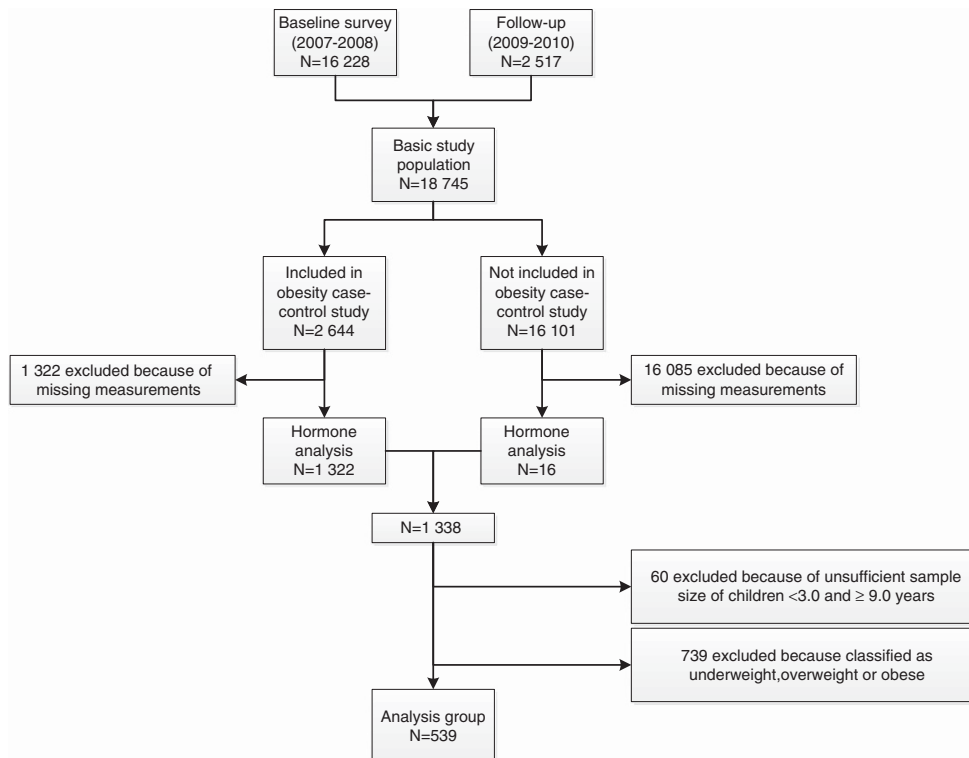 Baseline survey
(2007-2008)
N=16 228
Follow-up
(2009-2010)
N=2 517
Basic study
population
N=18 745
Included in
obesity case-
control study
N=2 644
Not included in
obesity case-
control study
N=16 101
1 322 excluded because of
missing measurements
16 085 excluded because of
missing measurements
Hormone
analysis
N=1 322
Hormone
analysis
N=16
N=1 338
60 excluded because of unsufficient sample
size of children <3.0 and ≥ 9.0 years
739 excluded because classified as
underweight,overweight or obese
Analysis group
N=539